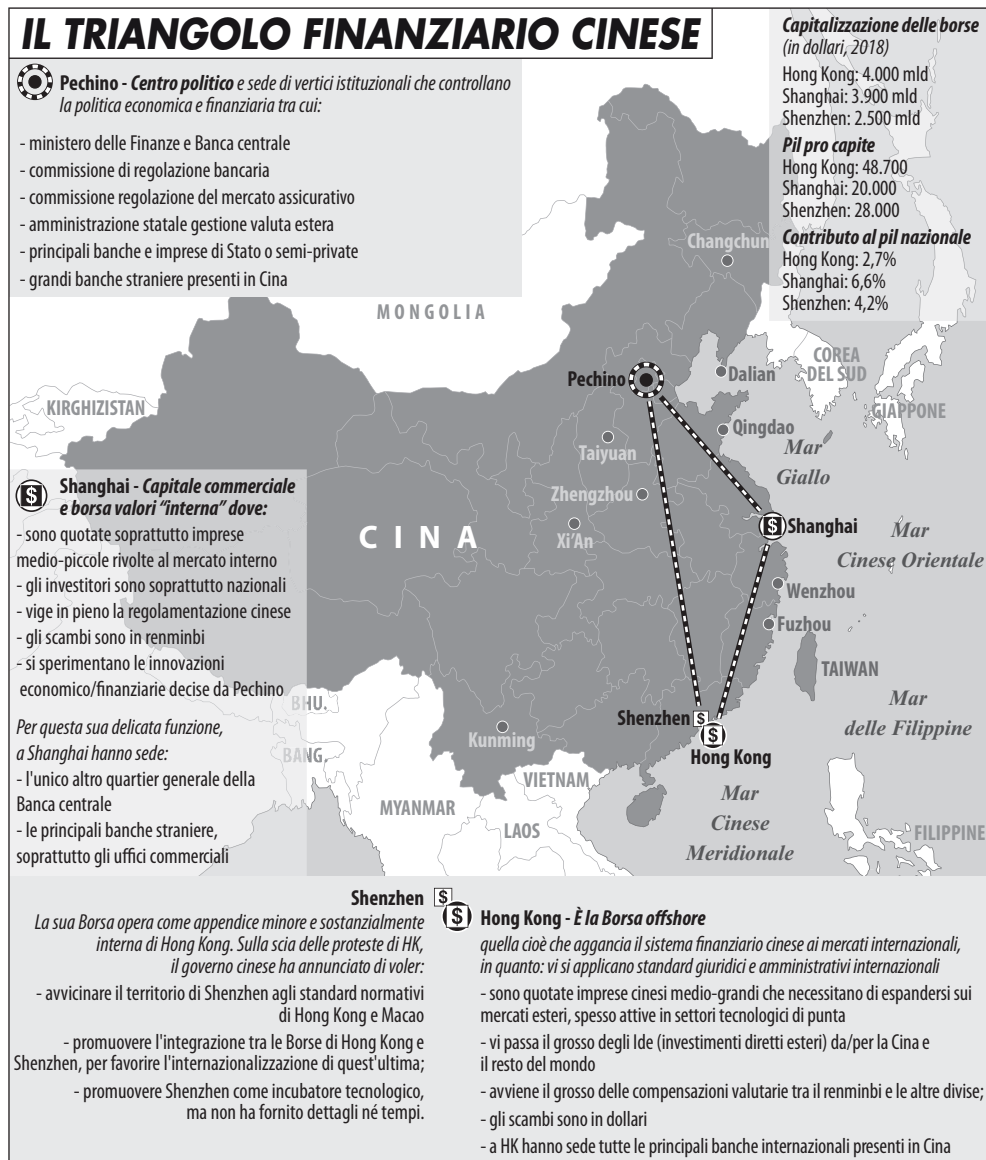 IL TRIANGOLO FINANZIARIO CINESE
Pechino - Centro politico e sede di vertici istituzionali che controllano
la politica economica e finanziaria tra cui:
- ministero delle Finanze e Banca centrale
- commissione di regolazione bancaria
- commissione regolazione del mercato assicurativo
- amministrazione statale gestione valuta estera
- principali banche e imprese di Stato o semi-private
- grandi banche straniere presenti in Cina
Capitalizzazione delle borse
(in dollari, 2018)
Hong Kong: 4.000 mld
Shanghai: 3.900 mld
Shenzhen: 2.500 mld
Pil pro capite
Hong Kong: 48.700
Shanghai: 20.000
Shenzhen: 28.000
Contributo al pil nazionale
Hong Kong: 2,7%
Shanghai: 6,6%
Shenzhen: 4,2%
Changchun
MONGOLIA
COREA
DEL SUD
Pechino
Dalian
KIRGHIZISTAN
GIAPPONE
Qingdao
Taiyuan
Mar
Giallo
Zhengzhou
CINA
Xi'An
Shanghai
Mar
Cinese Orientale
Wenzhou
Fuzhou
TAIWAN
Mar
delle Filippine
Shenzhen $
$
Hong Kong
Kunming
BHU.
BANG.
VIETNAM
MYANMAR
LAOS
Mar
Cinese
Meridionale
FILIPPINE
$
$ Shanghai - Capitale commerciale
e borsa valori “interna” dove:
- sono quotate soprattutto imprese
medio-piccole rivolte al mercato interno
- gli investitori sono soprattutto nazionali
- vige in pieno la regolamentazione cinese
- gli scambi sono in renminbi
- si sperimentano le innovazioni
economico/finanziarie decise da Pechino
Per questa sua delicata funzione,
a Shanghai hanno sede:
- l'unico altro quartier generale della
Banca centrale
- le principali banche straniere,
soprattutto gli uffici commerciali
Shenzhen $
La sua Borsa opera come appendice minore e sostanzialmente
interna di Hong Kong. Sulla scia delle proteste di HK,
il governo cinese ha annunciato di voler:
- avvicinare il territorio di Shenzhen agli standard normativi
di Hong Kong e Macao
- promuovere l'integrazione tra le Borse di Hong Kong e
Shenzhen, per favorire l'internazionalizzazione di quest'ultima;
- promuovere Shenzhen come incubatore tecnologico,
ma non ha fornito dettagli né tempi.
$ Hong Kong - È la Borsa offshore
quella cioè che aggancia il sistema finanziario cinese ai mercati internazionali,
in quanto: vi si applicano standard giuridici e amministrativi internazionali
- sono quotate imprese cinesi medio-grandi che necessitano di espandersi sui
mercati esteri, spesso attive in settori tecnologici di punta
- vi passa il grosso degli Ide (investimenti diretti esteri) da/per la Cina e
il resto del mondo
- avviene il grosso delle compensazioni valutarie tra il renminbi e le altre divise;
- gli scambi sono in dollari
- a HK hanno sede tutte le principali banche internazionali presenti in Cina